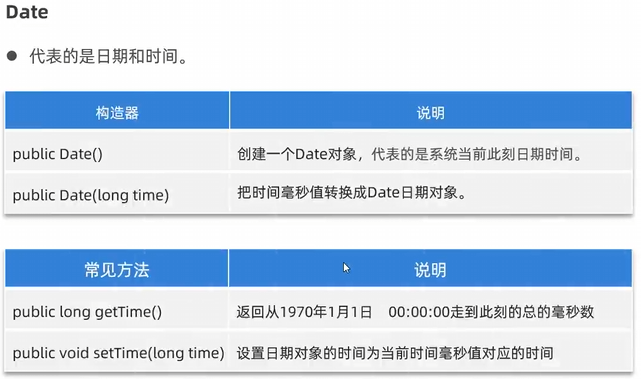 Date
● 代表的是日期和时间。
构造器 说明
public Date() 创建一个Date对象，代表的是系统当前此刻日期时间。
public Date(long time) 把时间毫秒值转换成Date日期对象。
常见方法 说明
public long getTime() 返回从1970年1月1日 00:00:00走到此刻的总的毫秒数
public void setTime(long time) 设置日期对象的时间为当前时间毫秒值对应的时间